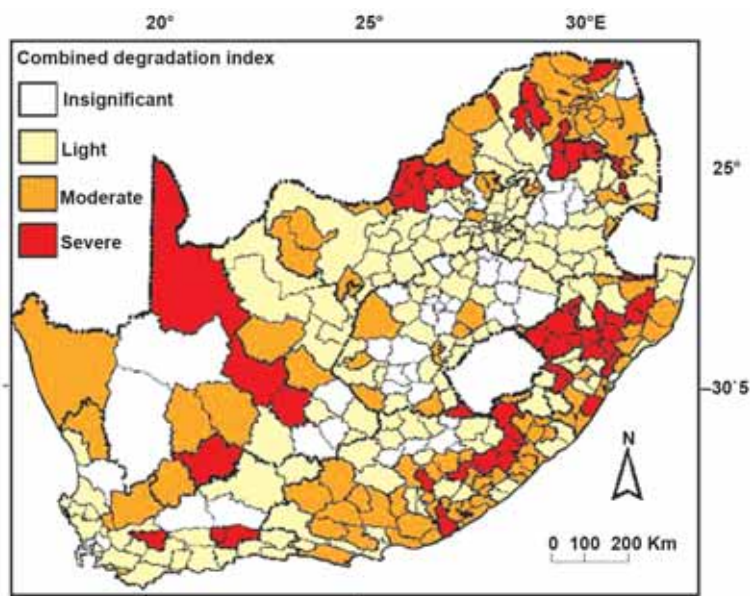 20° 25° 30°E
Combined degradation index
Insignificant
Light
25°
Moderate
Severe
30°5
N
0 100 200 Km